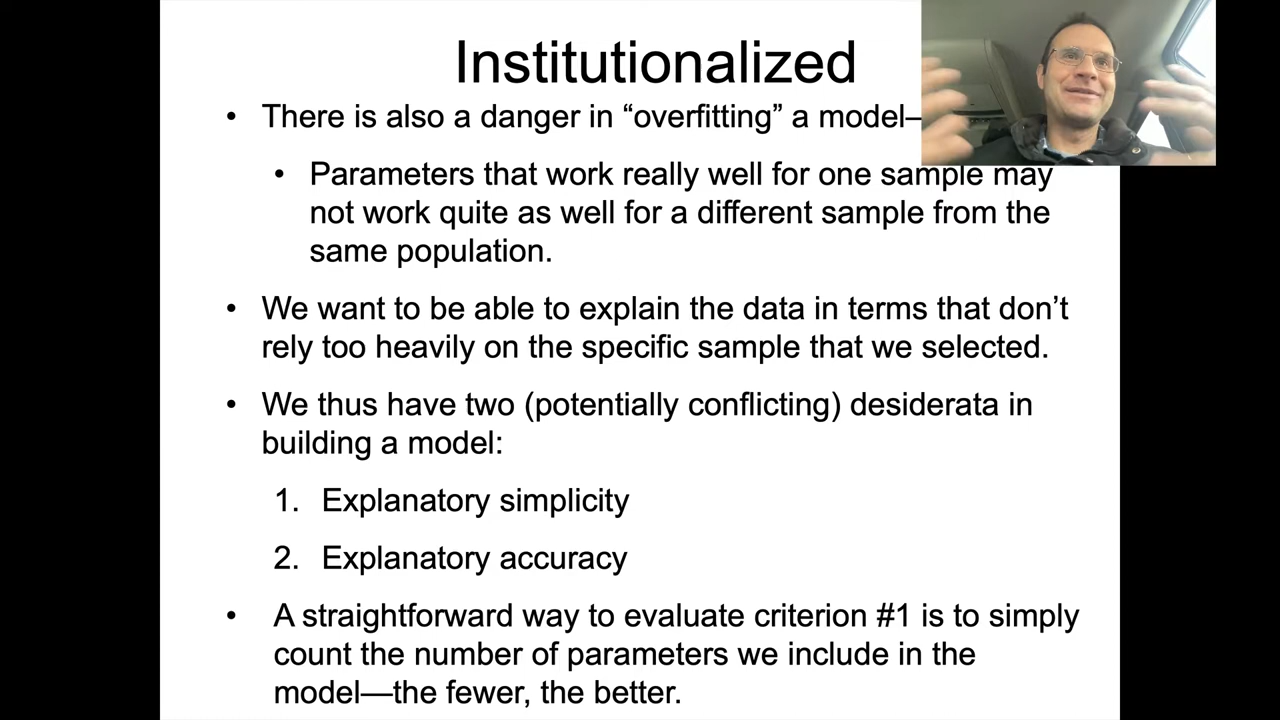 Institutionalized
• There is also a danger in “overfitting” a model–
• Parameters that work really well for one sample may
not work quite as well for a different sample from the
same population.
• We want to be able to explain the data in terms that don’t
rely too heavily on the specific sample that we selected.
• We thus have two (potentially conflicting) desiderata in
building a model:
1. Explanatory simplicity
2. Explanatory accuracy
• A straightforward way to evaluate criterion #1 is to simply
count the number of parameters we include in the
model—the fewer, the better.